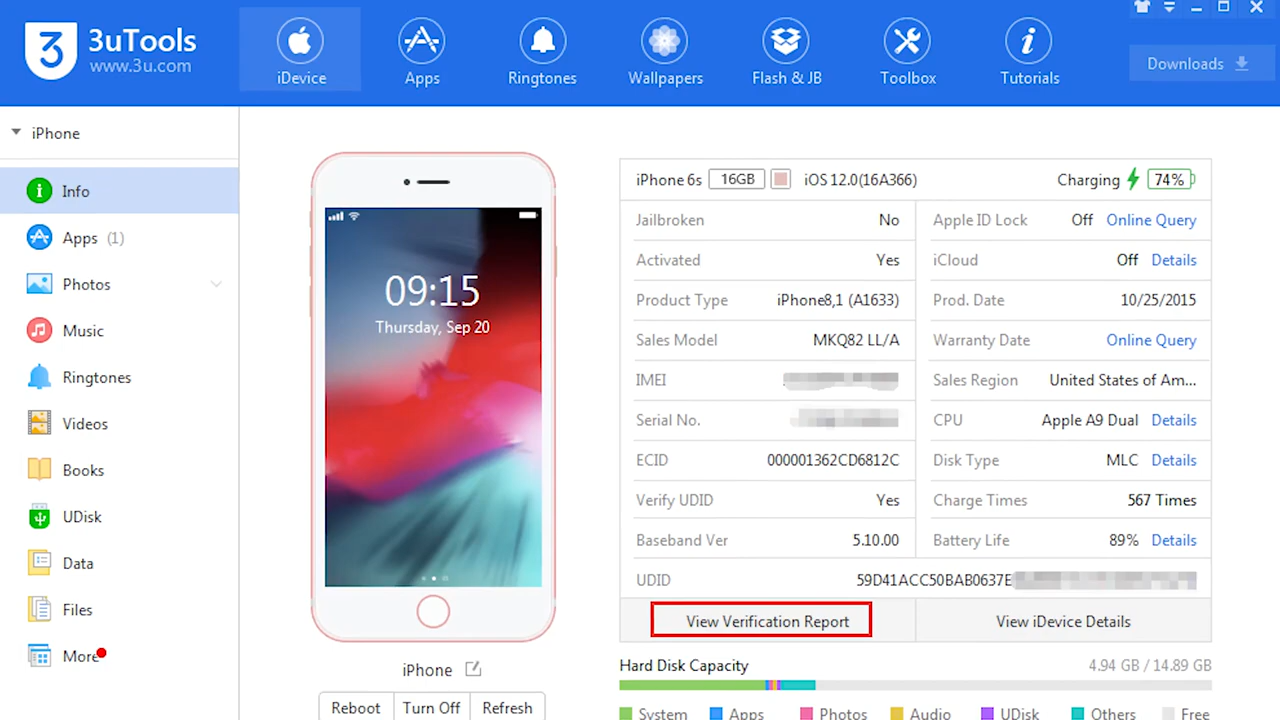 3 3uTools
www.3u.com
iDevice
Apps
Ringtones
Wallpapers
Flash & JB
Toolbox
Tutorials
Downloads
iPhone
Info
Apps (1)
Photos
Music
Ringtones
Videos
Books
UDisk
Data
Files
More
09:15
Thursday, Sep 20
iPhone
Reboot Turn Off Refresh
iPhone 6s 16GB iOS 12.0(16A366) Charging 74%
Jailbroken No Apple ID Lock Off Online Query
Activated Yes iCloud Off Details
Product Type iPhone8,1 (A1633) Prod. Date 10/25/2015
Sales Model MKQ82 LL/A Warranty Date Online Query
IMEI Sales Region United States of Am...
Serial No. CPU Apple A9 Dual Details
ECID 000001362CD6812C Disk Type MLC Details
Verify UDID Yes Charge Times 567 Times
Baseband Ver 5.10.00 Battery Life 89% Details
UDID 59D41ACC50BAB0637E
View Verification Report View iDevice Details
Hard Disk Capacity 4.94 GB / 14.89 GB
System Apps Photos Audio UDisk Others Free